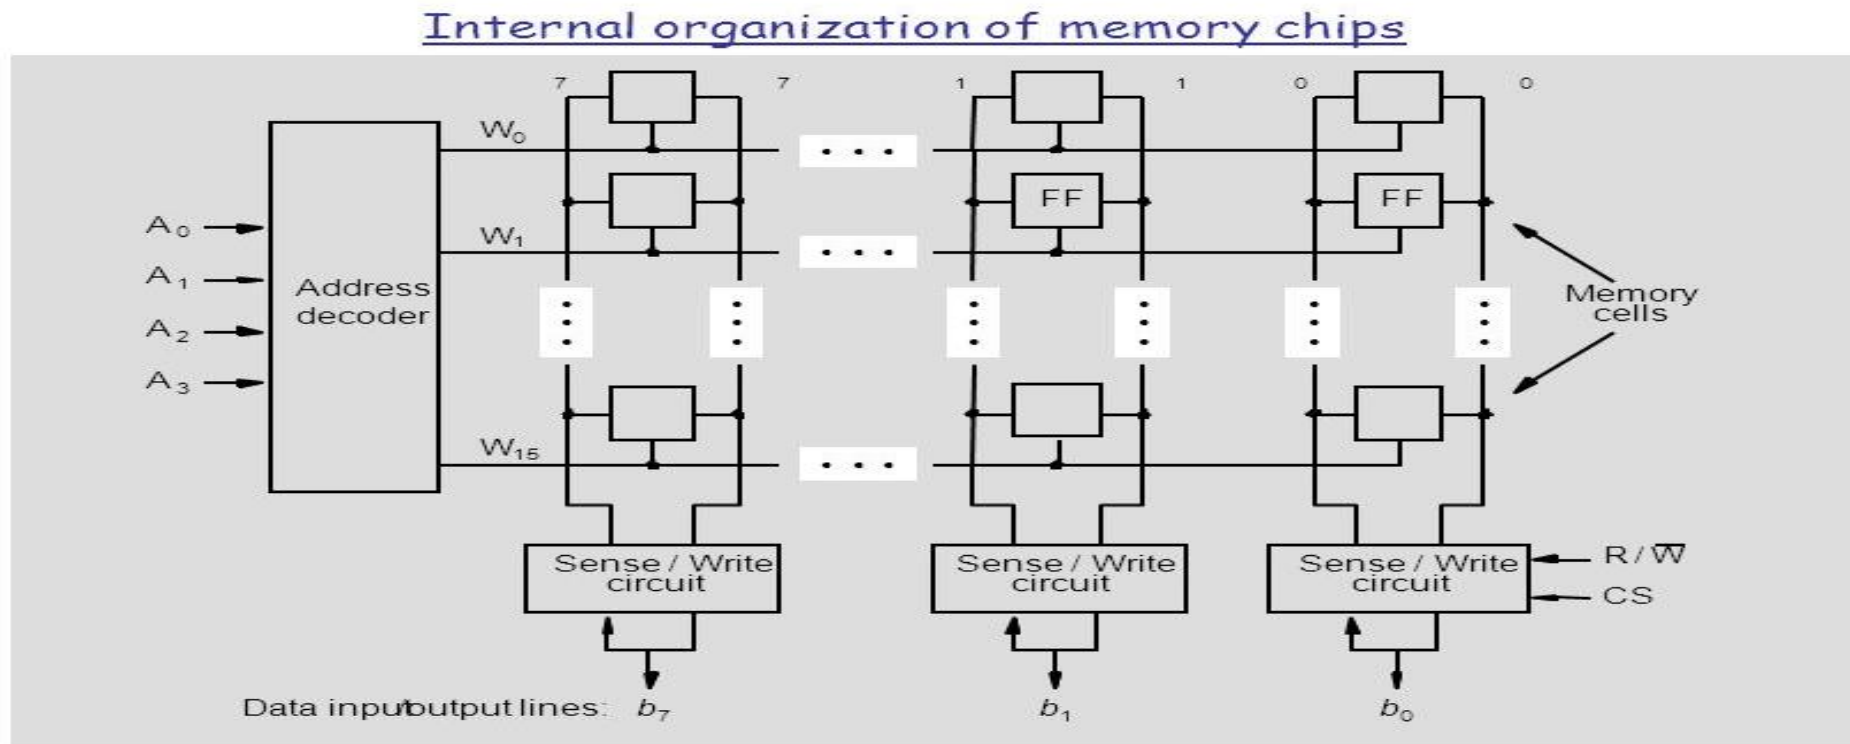 Internal organization of memory chips
7 7 1 1 0 0
W0
FF FF
A0
W1
A1
Address
decoder
Memory
cells
A2
A3
W15
Sense / Write
circuit
Sense / Write
circuit
Sense / Write
circuit
R / W̅
CS
Data input/output lines: b7 b1 b0